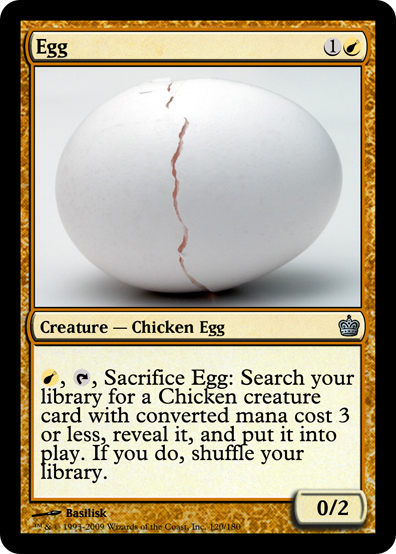 Egg 1
Creature — Chicken Egg
, , Sacrifice Egg: Search your
library for a Chicken creature
card with converted mana cost 3
or less, reveal it, and put it into
play. If you do, shuffle your
library.
Basilisk
0/2
™ & © 1993-2009 Wizards of the Coast, Inc. 120/180